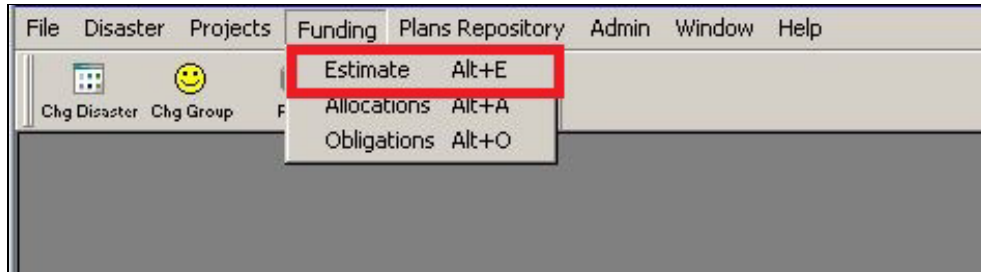 File Disaster Projects Funding Plans Repository Admin Window Help
Estimate Alt+E
Chg Disaster Chg Group
Allocations Alt+A
Obligations Alt+O